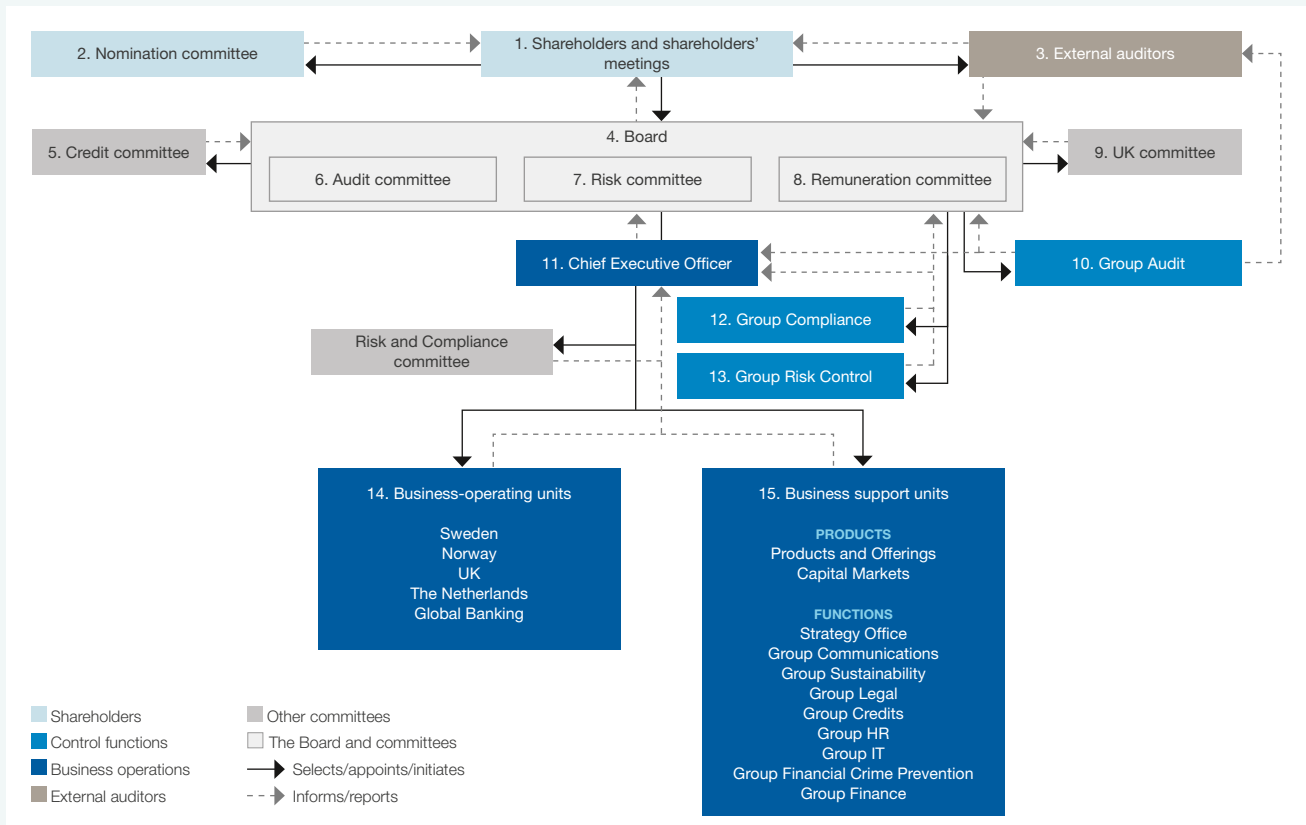 2. Nomination committee
1. Shareholders and shareholders’
meetings
3. External auditors
4. Board
5. Credit committee
9. UK committee
6. Audit committee
7. Risk committee
8. Remuneration committee
11. Chief Executive Officer
10. Group Audit
12. Group Compliance
Risk and Compliance
committee
13. Group Risk Control
14. Business-operating units
Sweden
Norway
UK
The Netherlands
Global Banking
15. Business support units
PRODUCTS
Products and Offerings
Capital Markets
FUNCTIONS
Strategy Office
Group Communications
Group Sustainability
Group Legal
Group Credits
Group HR
Group IT
Group Financial Crime Prevention
Group Finance
Shareholders
Control functions
Business operations
External auditors
Other committees
The Board and committees
Selects/appoints/initiates
Informs/reports